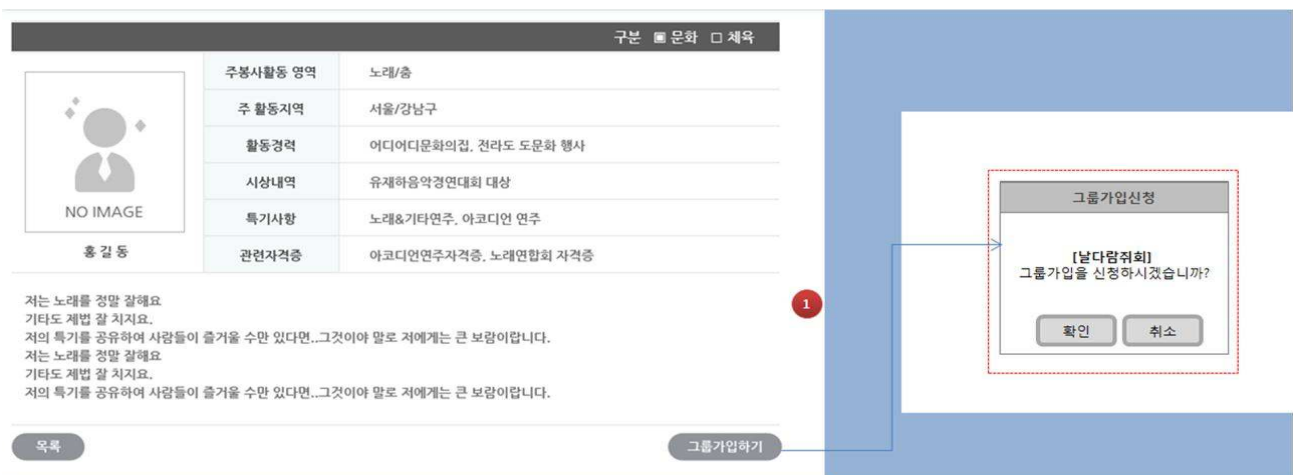 구분 ▣ 문화 □ 체육
주봉사활동 영역 노래/춤
주 활동지역 서울/강남구
활동경력 어디어디문화의집, 전라도 도문화 행사
시상내역 유재하음악경연대회 대상
특기사항 노래&기타연주, 아코디언 연주
관련자격증 아코디언연주자격증, 노래연합회 자격증
NO IMAGE
홍길동
저는 노래를 정말 잘해요
기타도 제법 잘 치지요.
저의 특기를 공유하여 사람들이 즐거울 수만 있다면..그것이야 말로 저에게는 큰 보람이랍니다.
저는 노래를 정말 잘해요
기타도 제법 잘 치지요.
저의 특기를 공유하여 사람들이 즐거울 수만 있다면..그것이야 말로 저에게는 큰 보람이랍니다.
목록
그룹가입하기
1
그룹가입신청
[날다람쥐회]
그룹가입을 신청하시겠습니까?
확인 취소